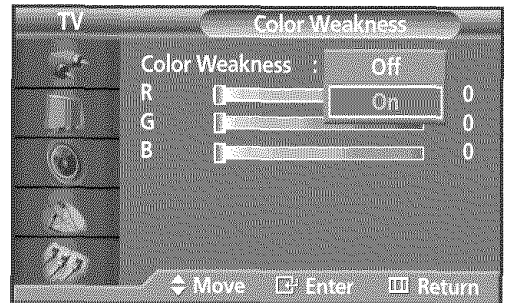 TV Color Weakness
Color Weakness : Off
On
R 0
G 0
B 0
Move Enter Return